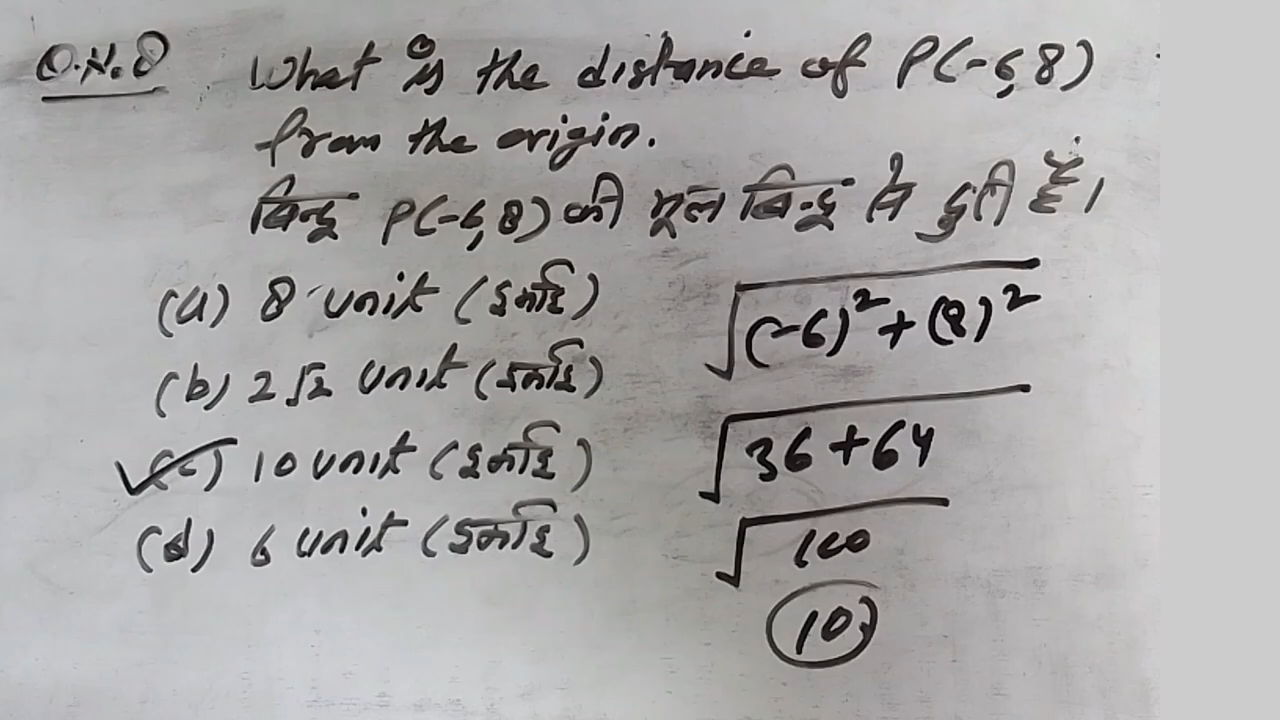 Q.N.8 What is the distance of P(-6,8)
from the origin.
बिन्दू P(-6,8) की मूल बिन्दू से दुरी है।
(a) 8 unit (इकाई)
(b) 2√2 unit (इकाई)
(c) 10 unit (इकाई)
(d) 6 unit (इकाई)
√(-6)² + (8)²
√36+64
√100
10